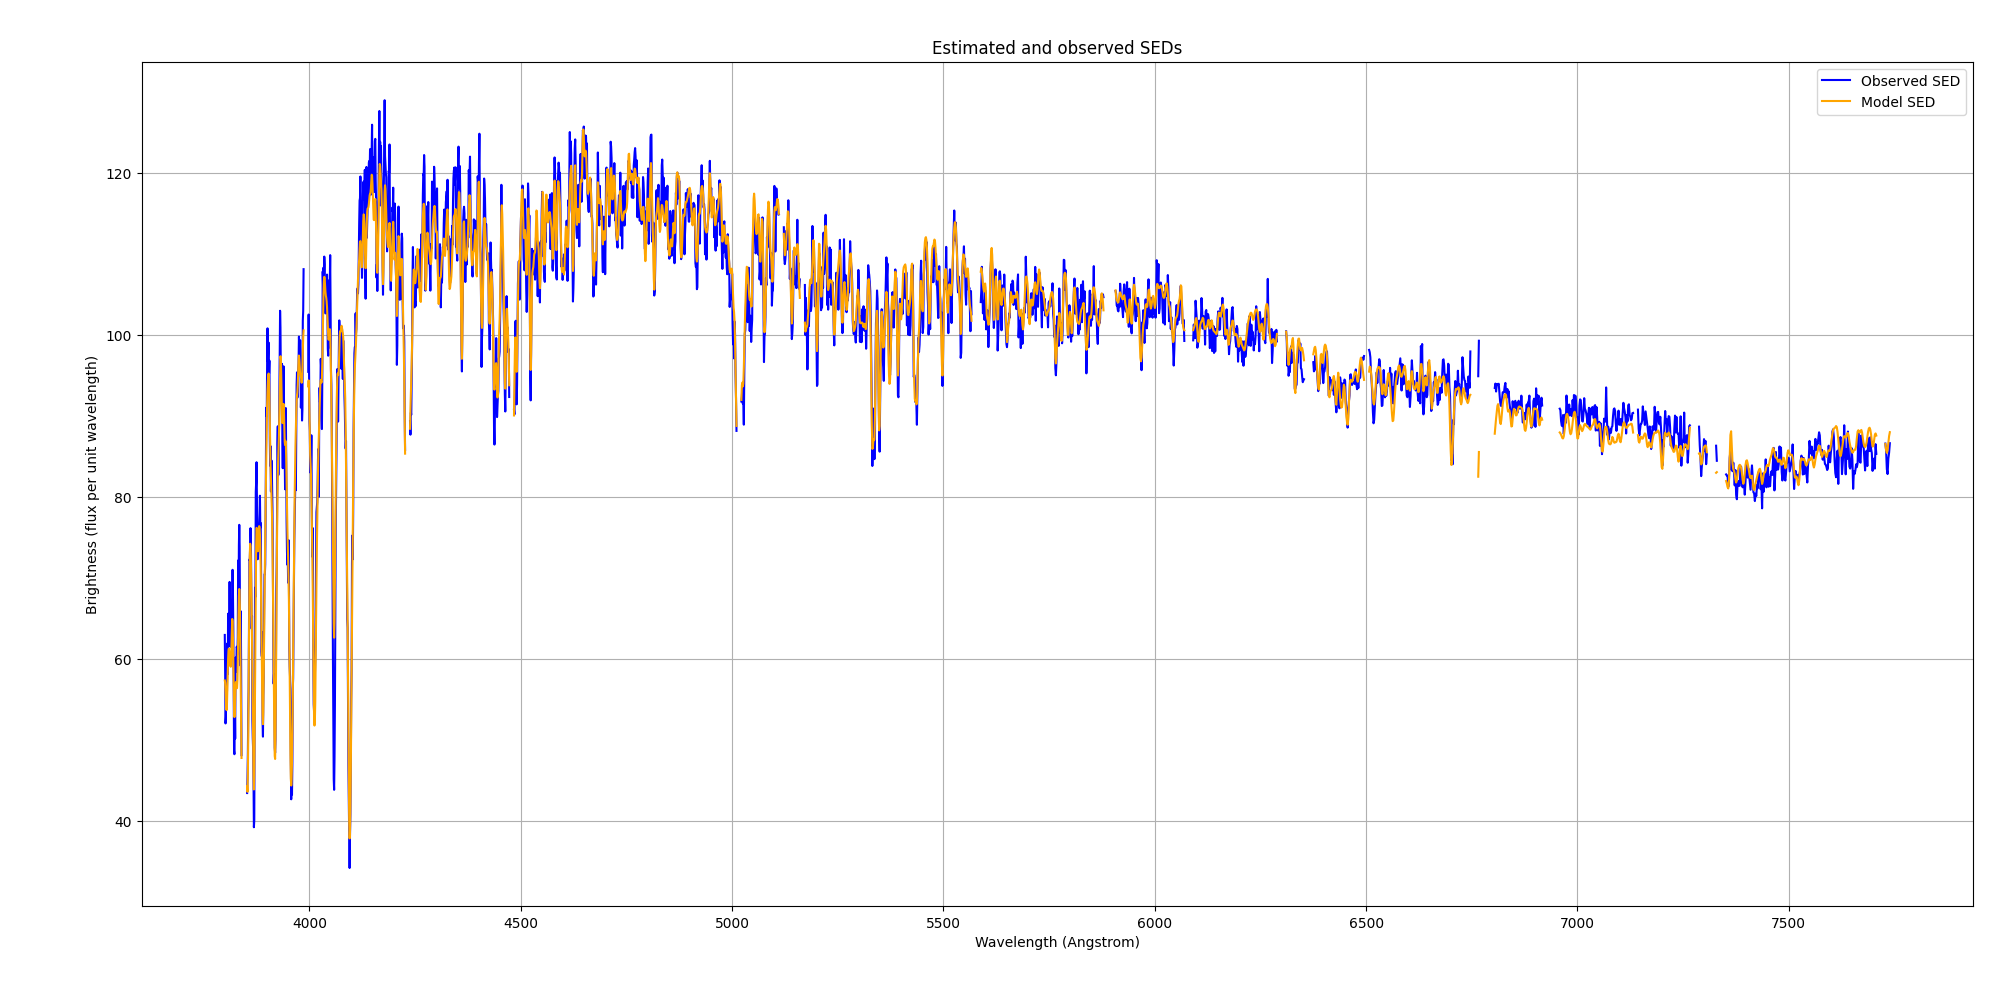 Estimated and observed SEDs
Observed SED
Model SED
Brightness (flux per unit wavelength)
120
100
80
60
40
4000 4500 5000 5500 6000 6500 7000 7500
Wavelength (Angstrom)